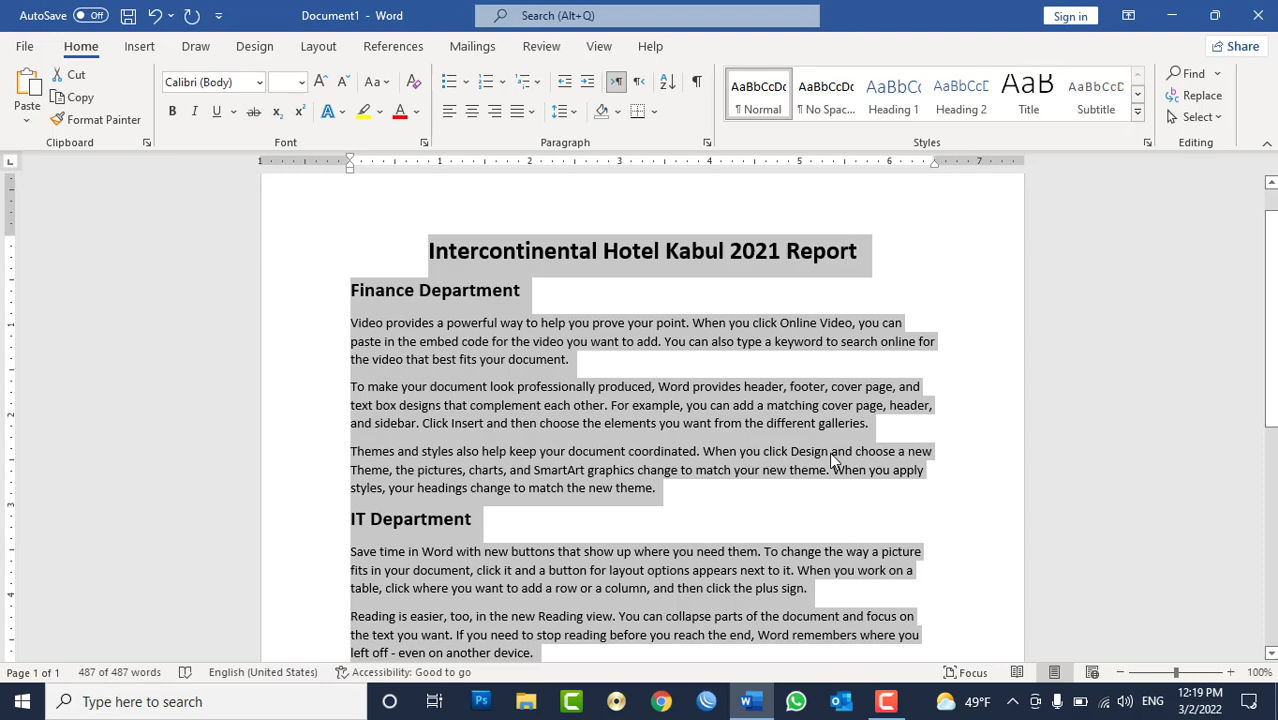 AutoSave Off Document1 - Word Search (Alt+Q) Sign in
File Home Insert Draw Design Layout References Mailings Review View Help Share
Paste Cut Copy Format Painter
Clipboard
Calibri (Body) Aa A
B I U ab x₂ x² A A
Font
Paragraph
AaBbCcDc AaBbCcDc AaBbCc AaBbCcD AaB AaBbCcD
¶ Normal ¶ No Spac... Heading 1 Heading 2 Title Subtitle
Styles
Find
Replace
Select
Editing
1 1 2 3 4 5 6 7
Intercontinental Hotel Kabul 2021 Report
Finance Department
Video provides a powerful way to help you prove your point. When you click Online Video, you can
paste in the embed code for the video you want to add. You can also type a keyword to search online for
the video that best fits your document.
To make your document look professionally produced, Word provides header, footer, cover page, and
text box designs that complement each other. For example, you can add a matching cover page, header,
and sidebar. Click Insert and then choose the elements you want from the different galleries.
Themes and styles also help keep your document coordinated. When you click Design and choose a new
Theme, the pictures, charts, and SmartArt graphics change to match your new theme. When you apply
styles, your headings change to match the new theme.
IT Department
Save time in Word with new buttons that show up where you need them. To change the way a picture
fits in your document, click it and a button for layout options appears next to it. When you work on a
table, click where you want to add a row or a column, and then click the plus sign.
Reading is easier, too, in the new Reading view. You can collapse parts of the document and focus on
the text you want. If you need to stop reading before you reach the end, Word remembers where you
left off - even on another device.
Page 1 of 1 487 of 487 words English (United States) Accessibility: Good to go Focus 100%
Type here to search 49°F ENG 12:19 PM
3/2/2022